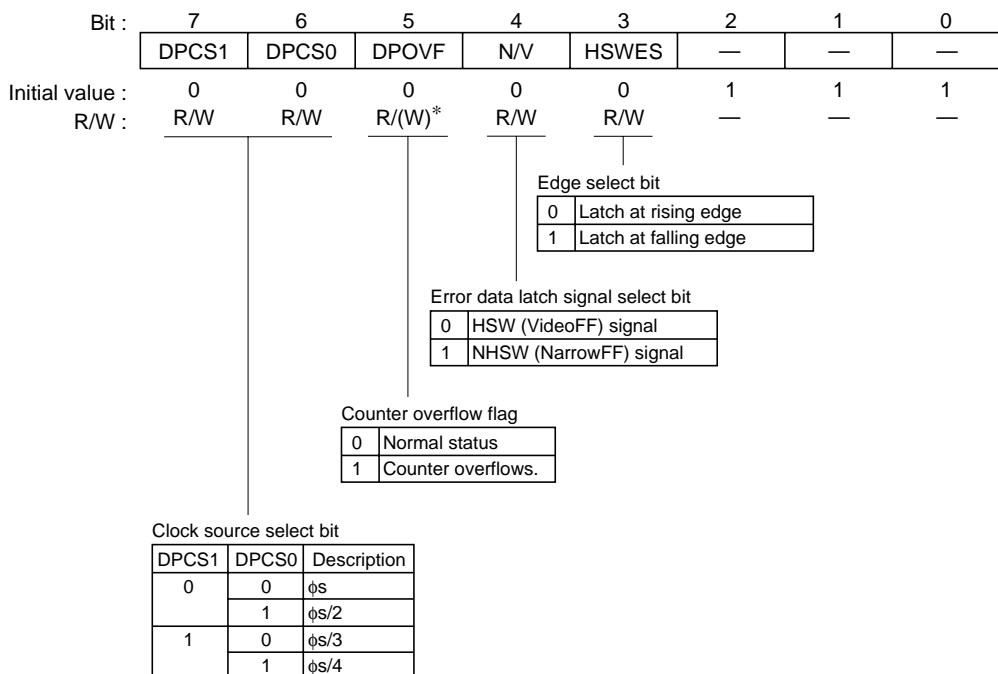 Bit : 7 6 5 4 3 2 1 0
DPCS1 DPCS0 DPOVF N/V HSWES — — —
Initial value : 0 0 0 0 0 1 1 1
R/W : R/W R/W R/(W)* R/W R/W — — —
Edge select bit
0 Latch at rising edge
1 Latch at falling edge
Error data latch signal select bit
0 HSW (VideoFF) signal
1 NHSW (NarrowFF) signal
Counter overflow flag
0 Normal status
1 Counter overflows.
Clock source select bit
DPCS1 DPCS0 Description
0 0 ϕs
1 ϕs/2
1 0 ϕs/3
1 ϕs/4